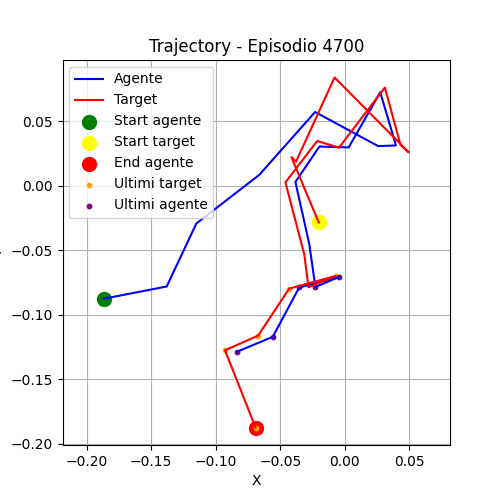 Trajectory - Episodio 4700
Agente
Target
Start agente
Start target
End agente
Ultimi target
Ultimi agente
0.05
0.00
−0.05
−0.10
−0.15
−0.20
−0.20
−0.15
−0.10
−0.05
0.00
0.05
X